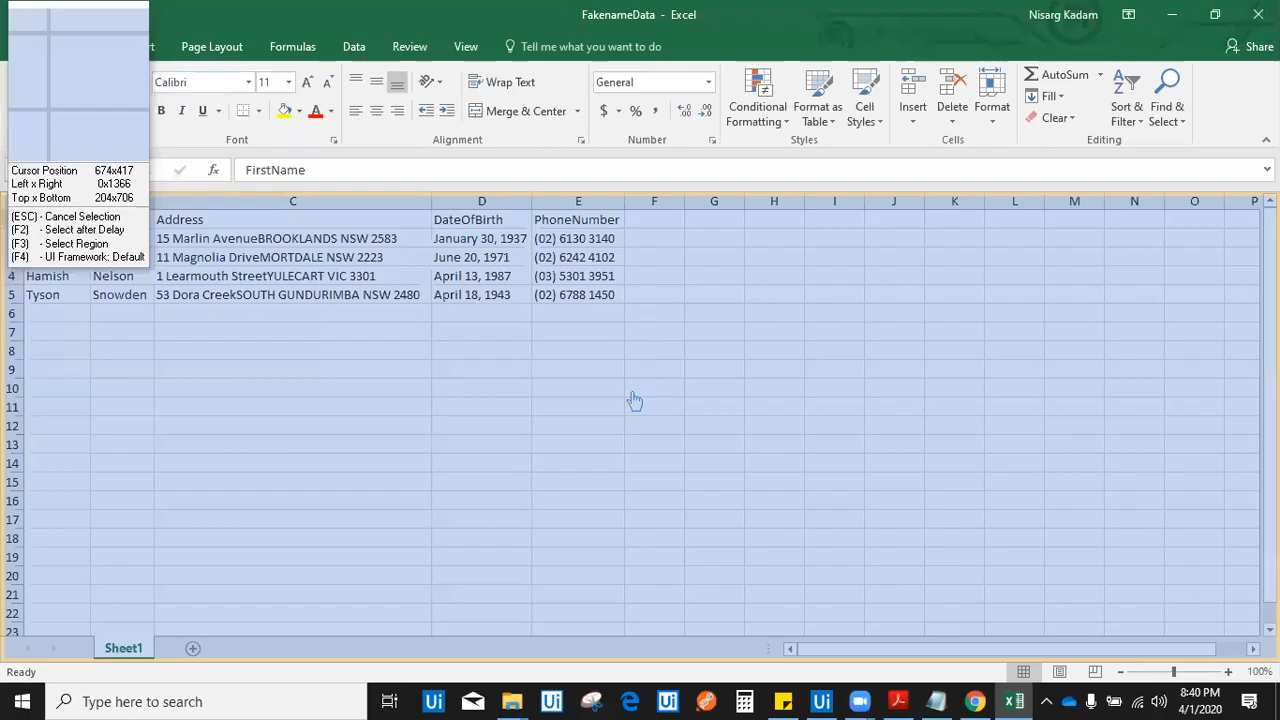 FakenameData - Excel
Nisarg Kadam
Page Layout
Formulas
Data
Review
View
Tell me what you want to do
Share
Calibri
11
A
A
Wrap Text
General
AutoSum
Conditional
Formatting
Format as
Table
Cell
Styles
Insert
Delete
Format
Fill
Clear
Sort &
Filter
Find &
Select
B
U
A
Merge & Center
$ % ,
Font
Alignment
Number
Styles
Cells
Editing
Cursor Position 674x417
Left x Right 0x1366
Top x Bottom 204x706
(ESC) - Cancel Selection
(F2) - Select after Delay
(F3) - Select Region
(F4) - UI Framework: Default
fx
FirstName
C D E F G H I J K L M N O P
Address DateOfBirth PhoneNumber
15 Marlin AvenueBROOKLANDS NSW 2583 January 30, 1937 (02) 6130 3140
11 Magnolia DriveMORTDALE NSW 2223 June 20, 1971 (02) 6242 4102
4 Hamish Nelson 1 Learmouth StreetYULECART VIC 3301 April 13, 1987 (03) 5301 3951
5 Tyson Snowden 53 Dora CreekSOUTH GUNDURIMBA NSW 2480 April 18, 1943 (02) 6788 1450
6
7
8
9
10
11
12
13
14
15
16
17
18
19
20
21
22
23
Sheet1
Ready
100%
Type here to search
Ui
Ui
Ui
Ui
8:40 PM
4/1/2020